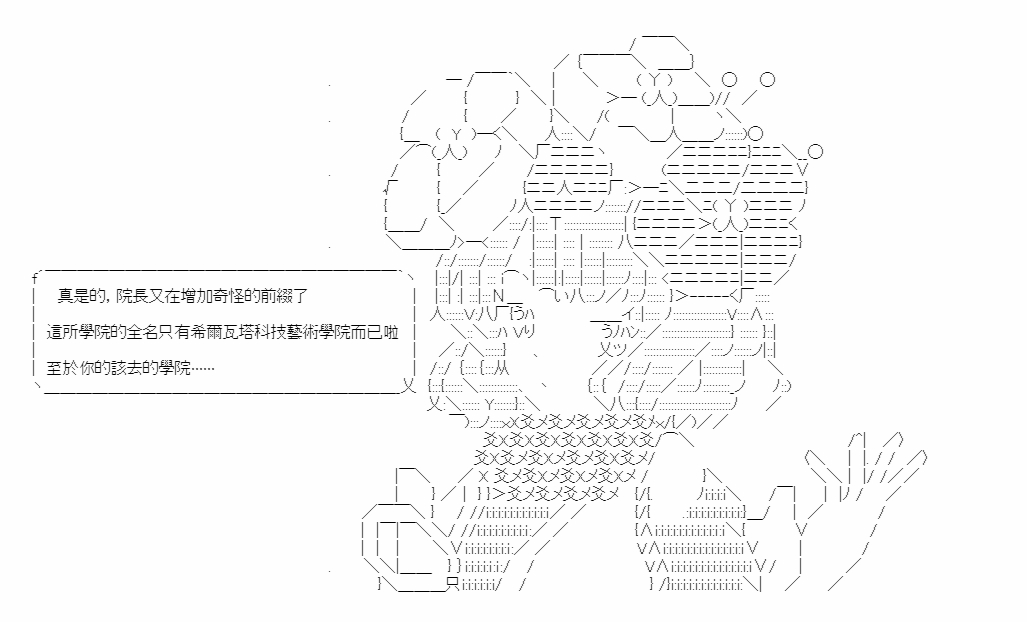 真是的，院長又在增加奇怪的前綴了
這所學院的全名只有希爾瓦塔科技藝術學院而已啦
至於你的該去的學院⋯⋯